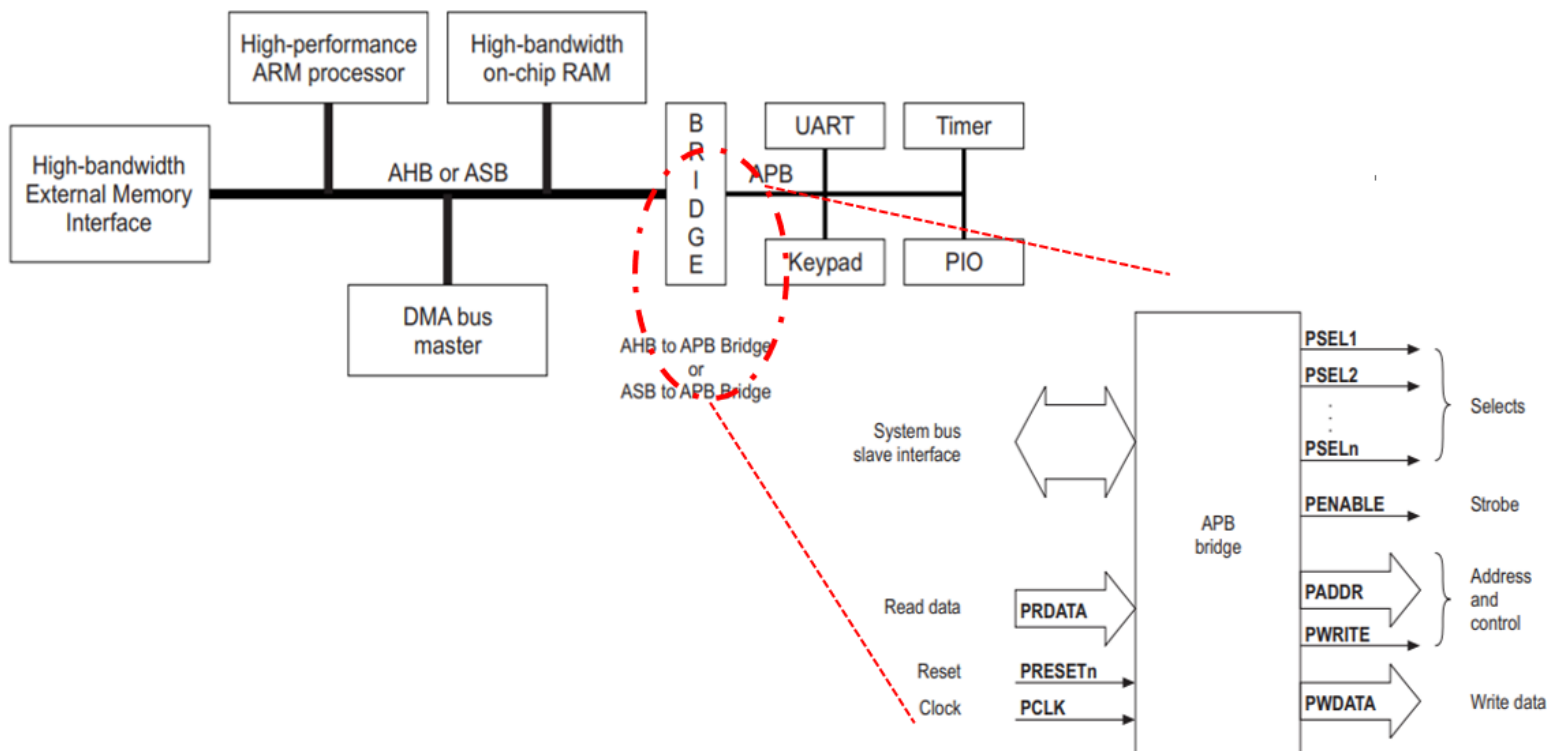 High-performance
ARM processor
High-bandwidth
on-chip RAM
High-bandwidth
External Memory
Interface
AHB or ASB
B
R
I
D
G
E
APB
UART
Timer
Keypad
PIO
DMA bus
master
AHB to APB Bridge
or
ASB to APB Bridge
System bus
slave interface
APB
bridge
PSEL1
PSEL2
PSELn
Selects
PENABLE
Strobe
Read data
PRDATA
PADDR
PWRITE
Address
and
control
Reset
PRESETn
Clock
PCLK
PWDATA
Write data